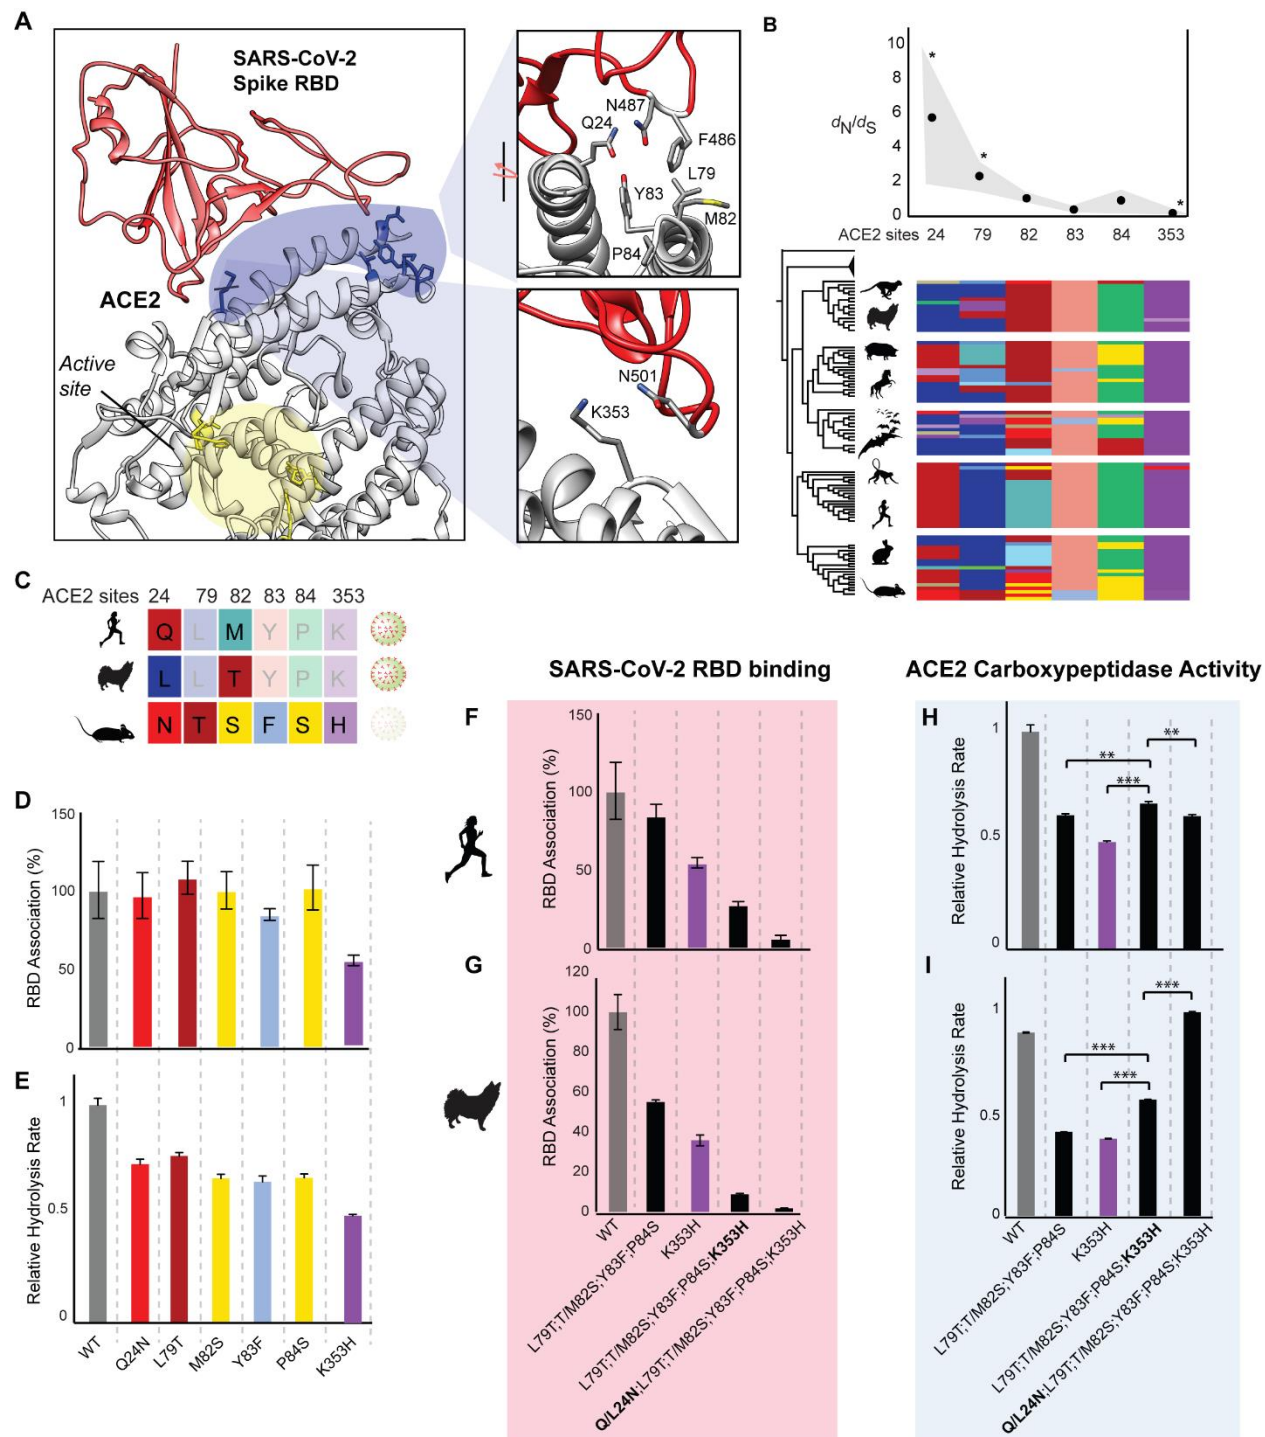 A
SARS-CoV-2
Spike RBD
ACE2
Active
site
N487
Q24
F486
L79
Y83
M82
P84
N501
K353
B
10
8
6
4
2
0
dN/dS
*
*
*
ACE2 sites 24 79 82 83 84 353
C
ACE2 sites 24 79 82 83 84 353
Q L M Y P K
L L T Y P K
N T S F S H
D
RBD Association (%)
150
100
50
0
E
Relative Hydrolysis Rate
1
0.5
0
WT
Q24N
L79T
M82S
Y83F
P84S
K353H
SARS-CoV-2 RBD binding
F
RBD Association (%)
150
100
50
0
G
RBD Association (%)
120
100
80
60
40
20
0
WT
L79T;T/M82S;Y83F;P84S
K353H
L79T;T/M82S;Y83F;P84S;K353H
Q/L24N;L79T;T/M82S;Y83F;P84S;K353H
ACE2 Carboxypeptidase Activity
H
Relative Hydrolysis Rate
1
0.5
0
**
**
***
I
Relative Hydrolysis Rate
1
0.5
0
***
***
***
WT
L79T;T/M82S;Y83F;P84S
K353H
L79T;T/M82S;Y83F;P84S;K353H
Q/L24N;L79T;T/M82S;Y83F;P84S;K353H